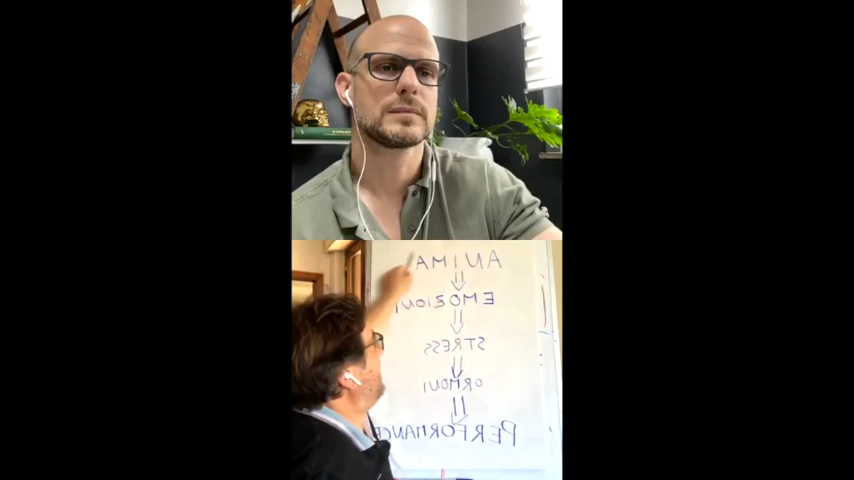 ANIMA
EMOZIONI
STRESS
ORMONI
PERFORMANCE